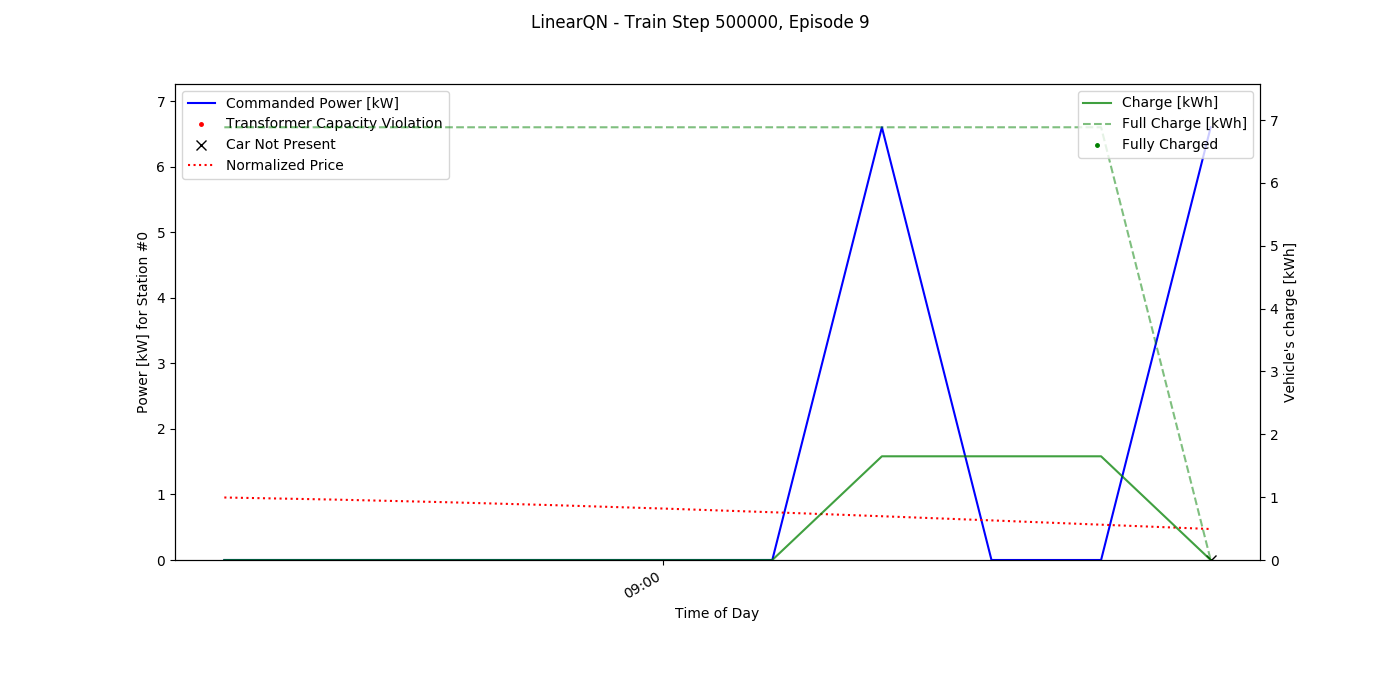 LinearQN - Train Step 500000, Episode 9
Commanded Power [kW]
Transformer Capacity Violation
Car Not Present
Normalized Price
Charge [kWh]
Full Charge [kWh]
Fully Charged
7
6
5
4
3
2
1
0
Power [kW] for Station #0
7
6
5
4
3
2
1
0
Vehicle's charge [kWh]
09:00
Time of Day